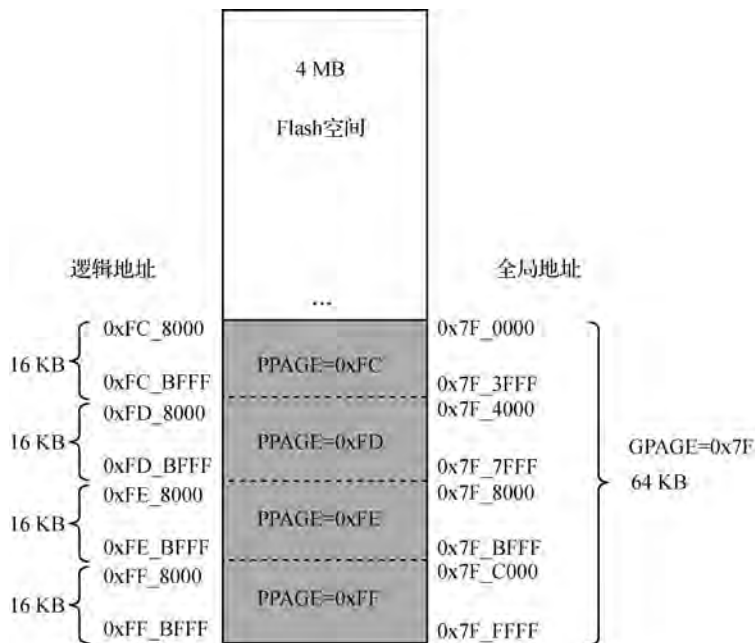 4 MB
Flash空间
逻辑地址
全局地址
...
0xFC_8000
0x7F_0000
16 KB
PPAGE=0xFC
0xFC_BFFF
0x7F_3FFF
0xFD_8000
0x7F_4000
16 KB
PPAGE=0xFD
0xFD_BFFF
0x7F_7FFF
GPAGE=0x7F
64 KB
0xFE_8000
0x7F_8000
16 KB
PPAGE=0xFE
0xFE_BFFF
0x7F_BFFF
0xFF_8000
0x7F_C000
16 KB
PPAGE=0xFF
0xFF_BFFF
0x7F_FFFF